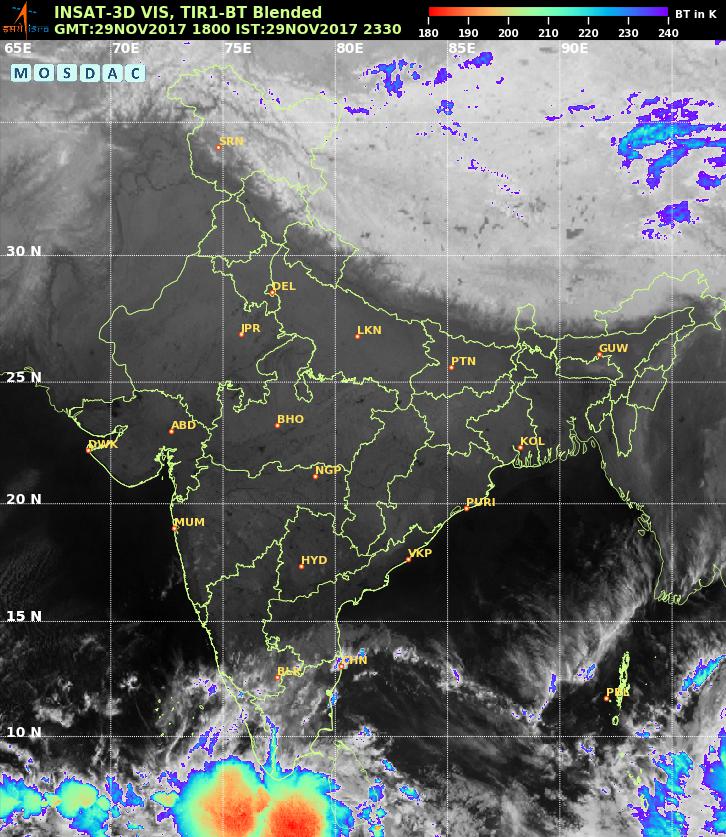 INSAT-3D VIS, TIR1-BT Blended
GMT:29NOV2017 1800 IST:29NOV2017 2330
BT in K
180 190 200 210 220 230 240
65E 70E 75E 80E 85E 90E
MOSDAC
SRN
30 N
DEL
JPR LKN
GUW
PTN
25 N
BHO
ABD
KOL
DWK
NGP
20 N
PURI
MUM
VKP
HYD
15 N
CHN
BLR
PBL
10 N